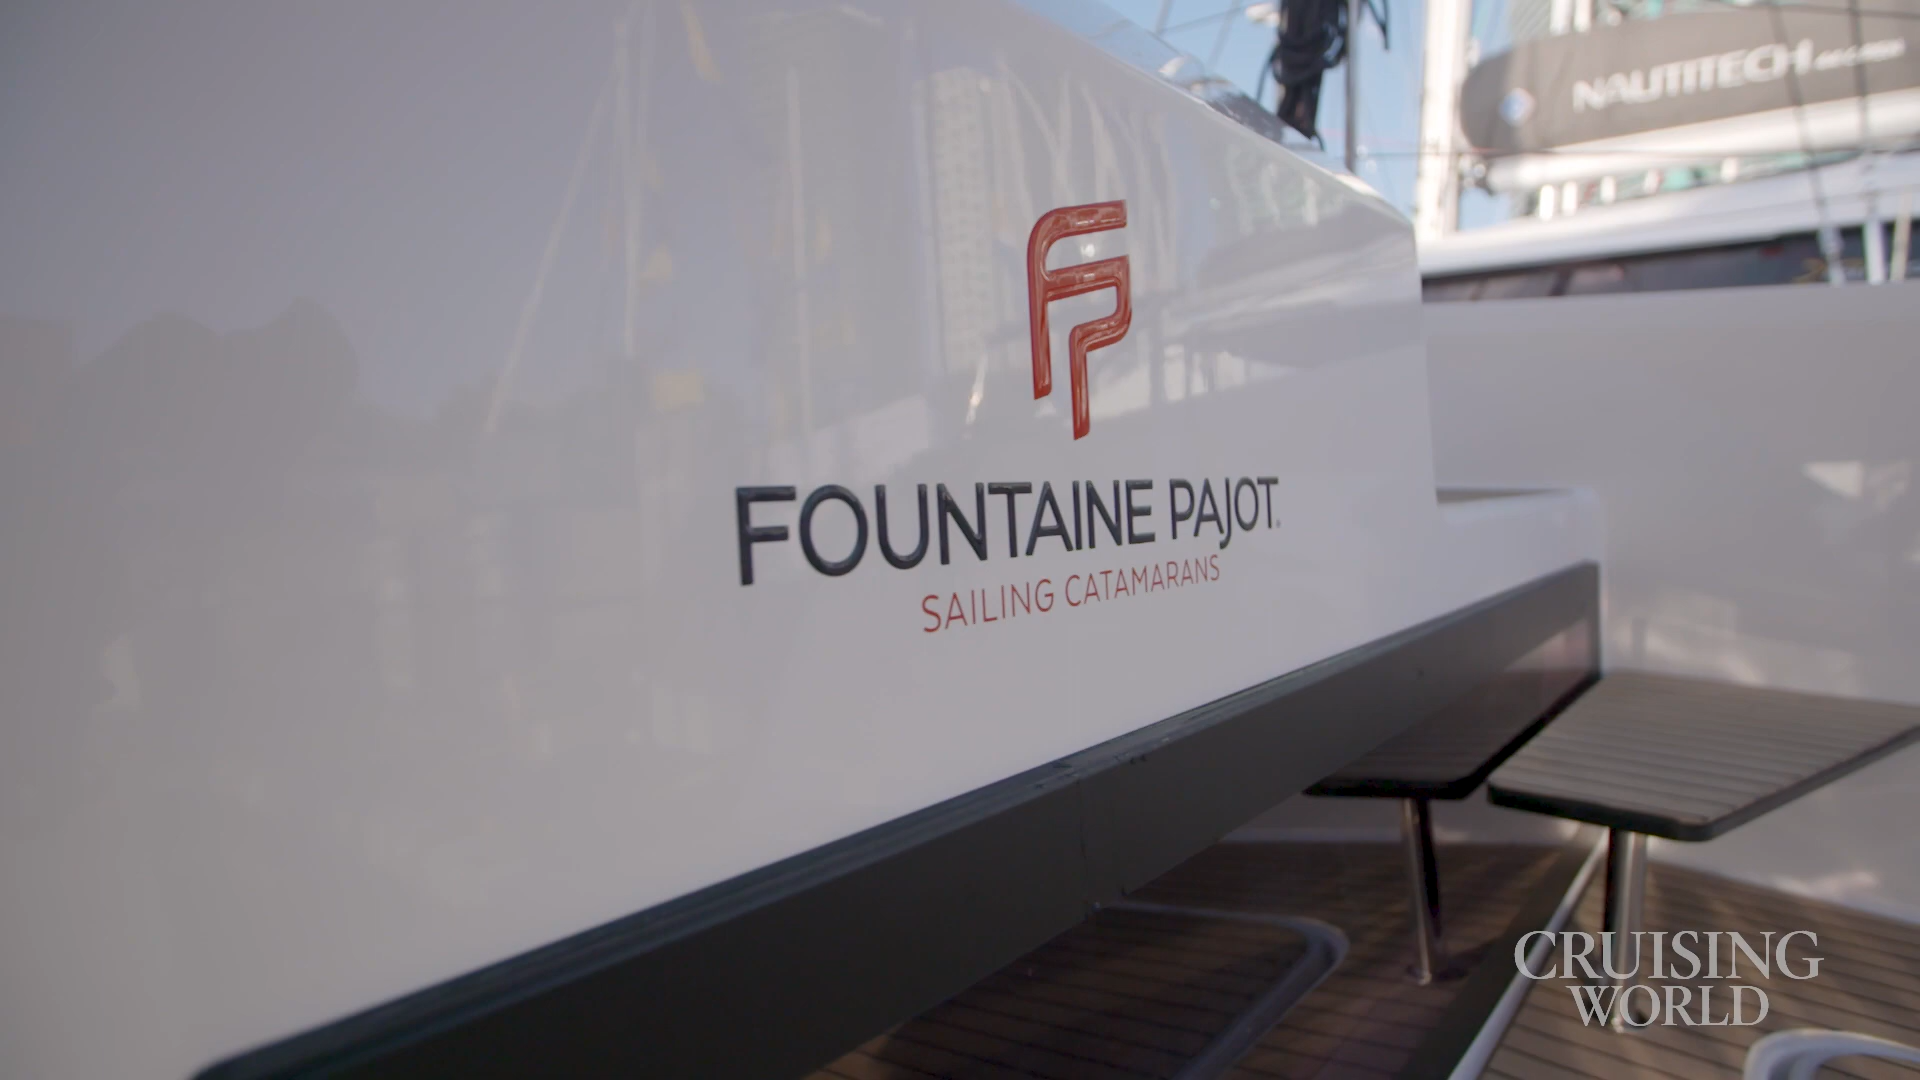 NAUTITECH
FP
FOUNTAINE PAJOT
SAILING CATAMARANS
CRUISING
WORLD